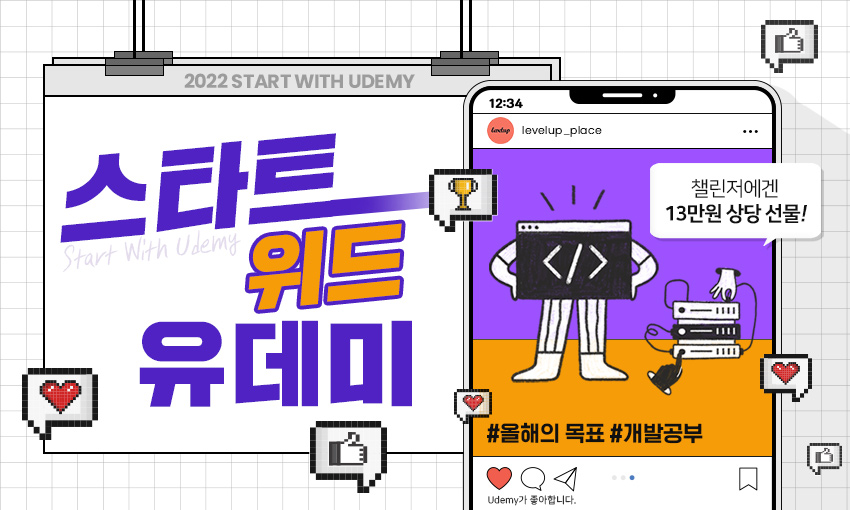 2022 START WITH UDEMY
스타트
Start With Udemy
위드
유데미
12:34
levelup
levelup_place
챌린저에겐
13만원 상당 선물!
</>
#올해의 목표 #개발공부
Udemy가 좋아합니다.